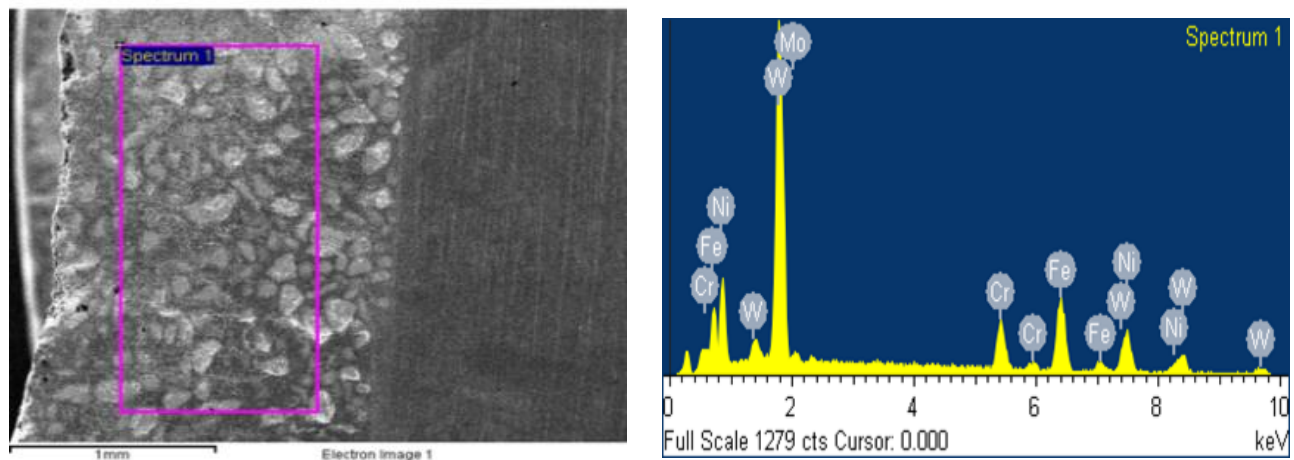 Spectrum 1
1mm
Electron Image 1
Spectrum 1
Mo
W
Ni
Fe
Cr
W
Cr
Cr
Fe
Fe
Ni
W
W
Ni
W
0 2 4 6 8 10
Full Scale 1279 cts Cursor: 0.000 keV